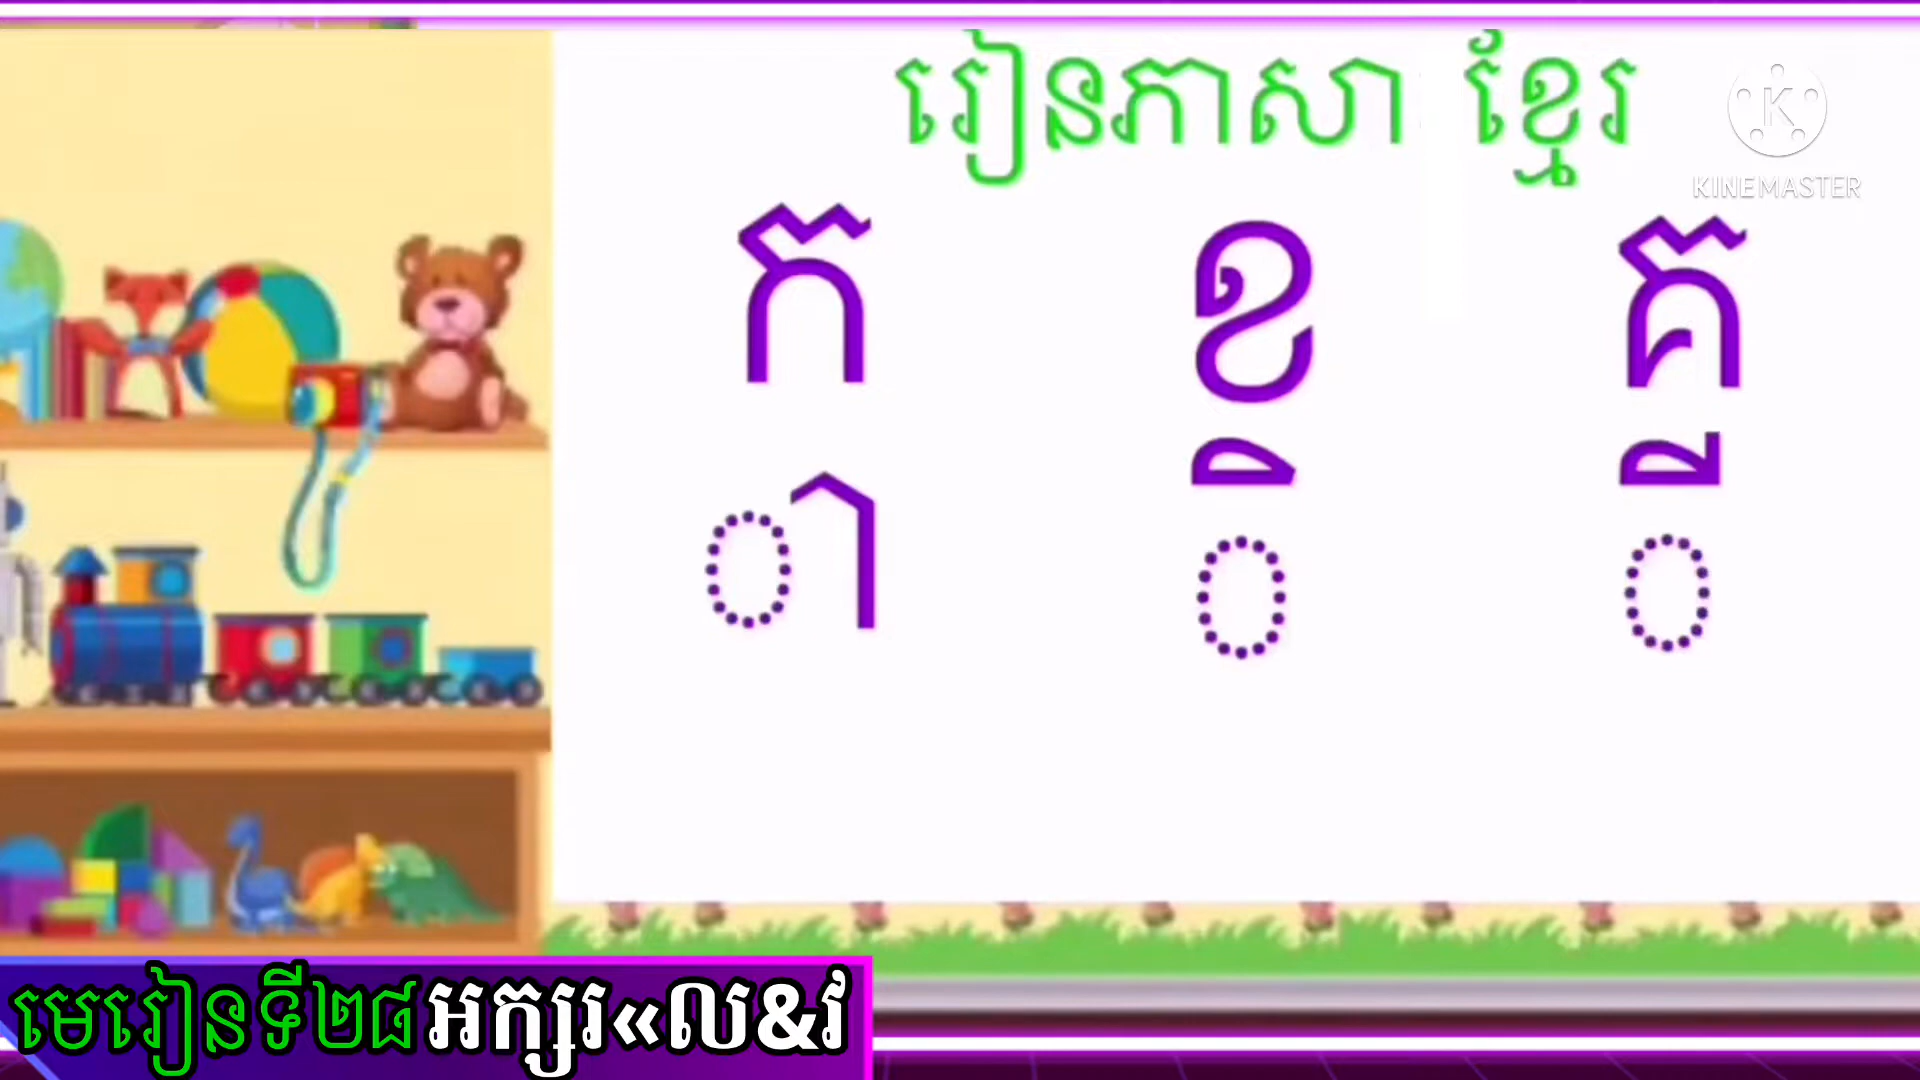 រៀនភាសា ខ្មែរ
KINEMASTER
ក ខ គ
ា ិ ី
មេរៀនទី២៨អក្សរ«ល&វ